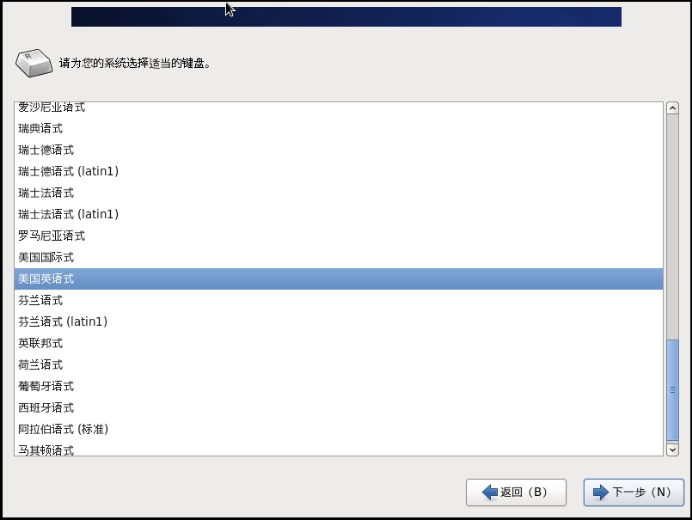 请为您的系统选择适当的键盘。
爱沙尼亚语式
瑞典语式
瑞士德语式
瑞士德语式 (latin1)
瑞士法语式
瑞士法语式 (latin1)
罗马尼亚语式
美国国际式
美国英语式
芬兰语式
芬兰语式 (latin1)
英联邦式
荷兰语式
葡萄牙语式
西班牙语式
阿拉伯语式 (标准)
马其顿语式
返回（B）
下一步（N）